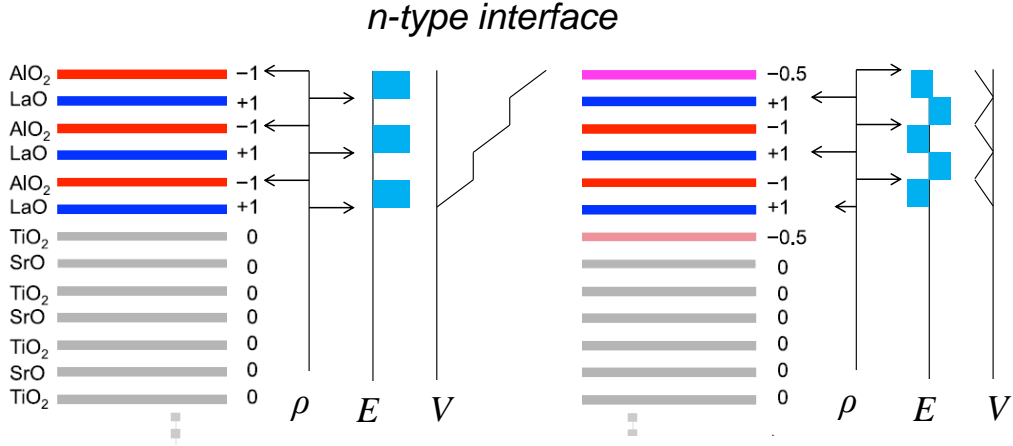 n-type interface
AlO₂ −1 −0.5
LaO +1 +1
AlO₂ −1 −1
LaO +1 +1
AlO₂ −1 −1
LaO +1 +1
TiO₂ 0 −0.5
SrO 0 0
TiO₂ 0 0
SrO 0 0
TiO₂ 0 0
SrO 0 0
TiO₂ 0 0
ρ E V ρ E V